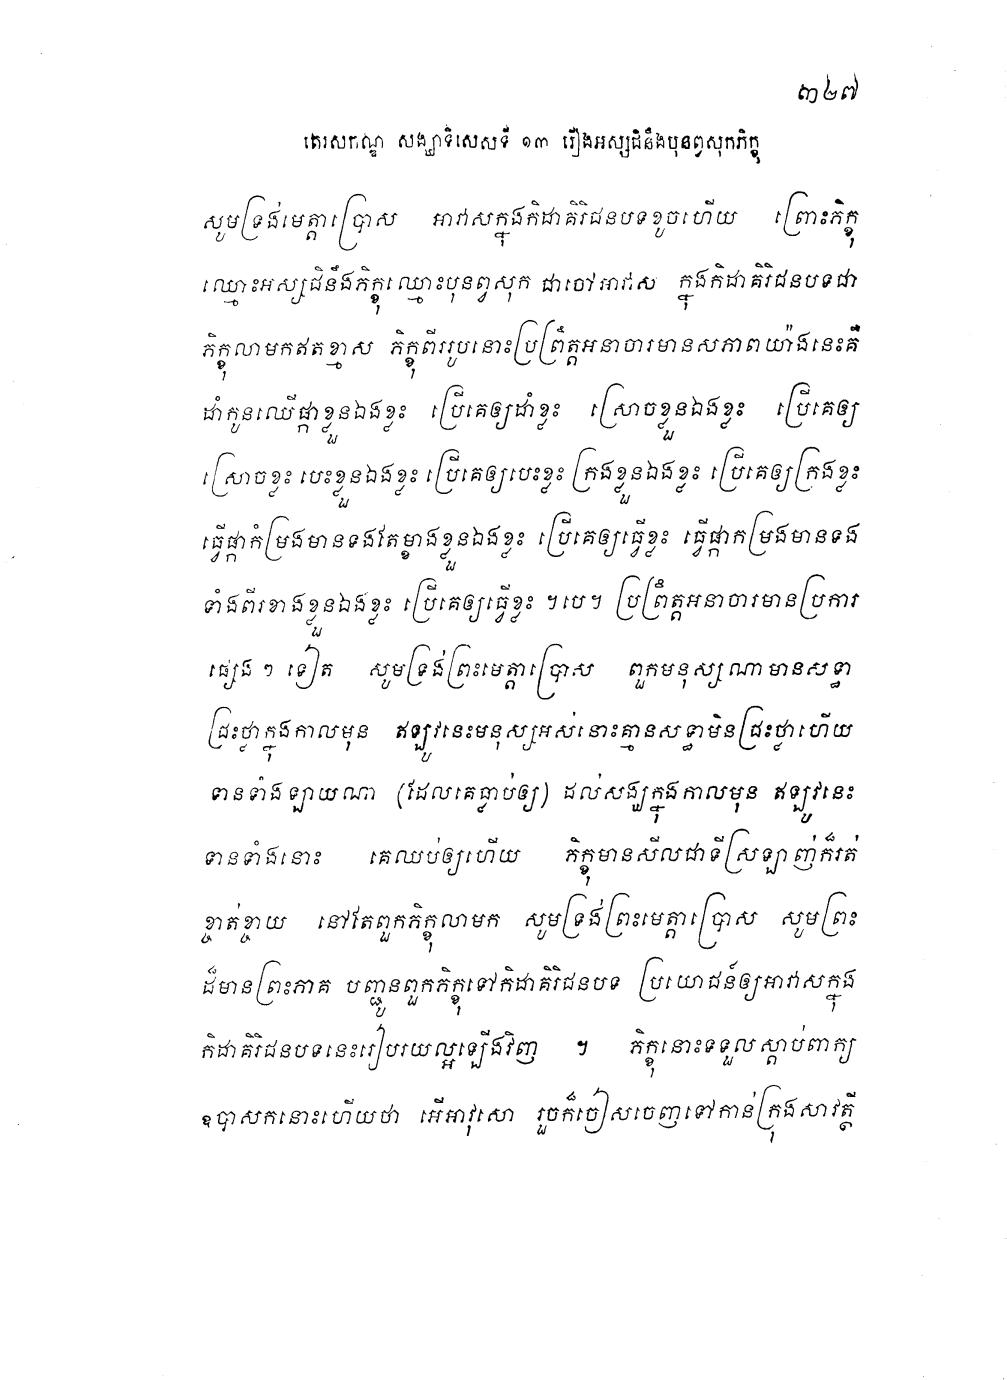 ៣២៧
តេរសកណ្ឌ សង្ឃាទិសេសទី ១៣ រឿងអស្សជិនឹងបុនព្វសុកភិក្ខុ
សូមទ្រង់មេត្តាប្រោស អាវាសក្នុងកិដាគិរិជនបទខូចហើយ ព្រោះភិក្ខុ
ឈ្មោះអស្សជិនឹងភិក្ខុឈ្មោះបុនព្វសុក ជាចៅអាវាស ក្នុងកិដាគិរិជនបទជា
ភិក្ខុលាមកឥតខ្មាស ភិក្ខុពីររូបនោះប្រព្រឹត្តអនាចារមានសភាពយ៉ាងនេះគឺ
ដាំកូនឈើផ្កាខ្លួនឯងខ្លះ ប្រើគេឲ្យដាំខ្លះ ស្រោចខ្លួនឯងខ្លះ ប្រើគេឲ្យ
ស្រោចខ្លះ បេះខ្លួនឯងខ្លះ ប្រើគេឲ្យបេះខ្លះ ក្រងខ្លួនឯងខ្លះ ប្រើគេឲ្យក្រងខ្លះ
ធ្វើផ្កាកំម្រងមានទងតែម្ខាងខ្លួនឯងខ្លះ ប្រើគេឲ្យធ្វើខ្លះ ធ្វើផ្កាកម្រងមានទង
ទាំងពីរខាងខ្លួនឯងខ្លះ ប្រើគេឲ្យធ្វើខ្លះ ។បេ។ ប្រព្រឹត្តអនាចារមានប្រការ
ផ្សេង ៗ ទៀត សូមទ្រង់ព្រះមេត្តាប្រោស ពួកមនុស្សណាមានសទ្ធា
ជ្រះថ្លាក្នុងកាលមុន ឥឡូវនេះមនុស្សអស់នោះគ្មានសទ្ធាមិនជ្រះថ្លាហើយ
ទានទាំងឡាយណា (ដែលគេធ្លាប់ឲ្យ) ដល់សង្ឃក្នុងកាលមុន ឥឡូវនេះ
ទានទាំងនោះ គេឈប់ឲ្យហើយ ភិក្ខុមានសីលជាទីស្រឡាញ់ក៏រត់
ខ្ចាត់ខ្ចាយ នៅតែពួកភិក្ខុលាមក សូមទ្រង់ព្រះមេត្តាប្រោស សូមព្រះ
ដ៏មានព្រះភាគ បញ្ជូនពួកភិក្ខុទៅកិដាគិរិជនបទ ប្រយោជន៍ឲ្យអាវាសក្នុង
កិដាគិរិជនបទនេះរៀបរយល្អឡើងវិញ ។ ភិក្ខុនោះទទួលស្តាប់ពាក្យ
ឧបាសកនោះហើយថា អើអាវុសោ រួចក៏ចៀសចេញទៅកាន់ក្រុងសាវត្ថី